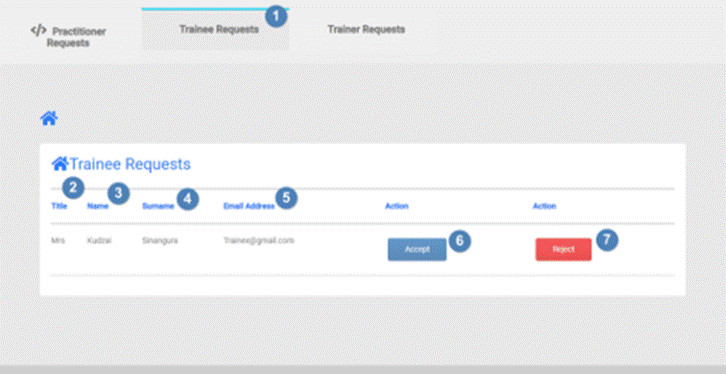 </> Practitioner Requests
Trainee Requests 1
Trainer Requests
Trainee Requests
2 3 4 5
Title Name Surname Email Address Action Action
Mrs Kudzai Sinangura Trainee@gmail.com Accept 6 Reject 7